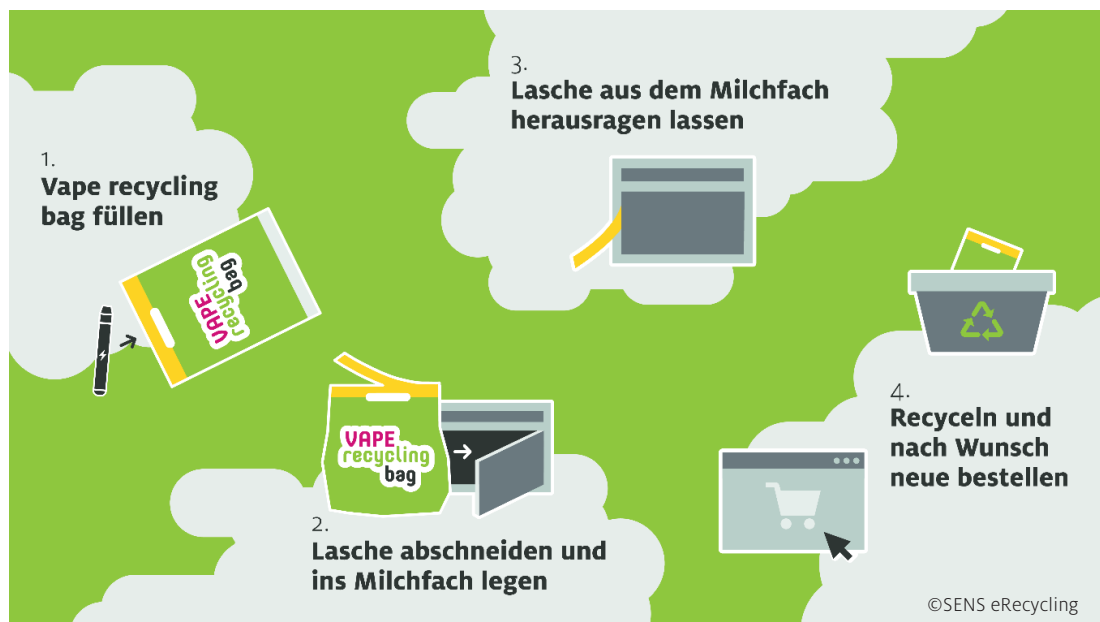 1.
Vape recycling
bag füllen
VAPE
recycling
bag
2.
Lasche abschneiden und
ins Milchfach legen
VAPE
recycling
bag
3.
Lasche aus dem Milchfach
herausragen lassen
4.
Recyceln und
nach Wunsch
neue bestellen
©SENS eRecycling